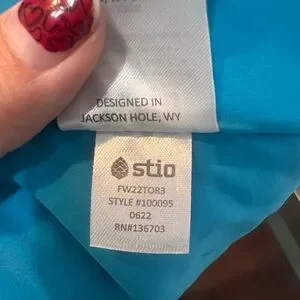 DESIGNED IN
JACKSON HOLE, WY
stio
FW22TOR3
STYLE #100095
0622
RN#136703